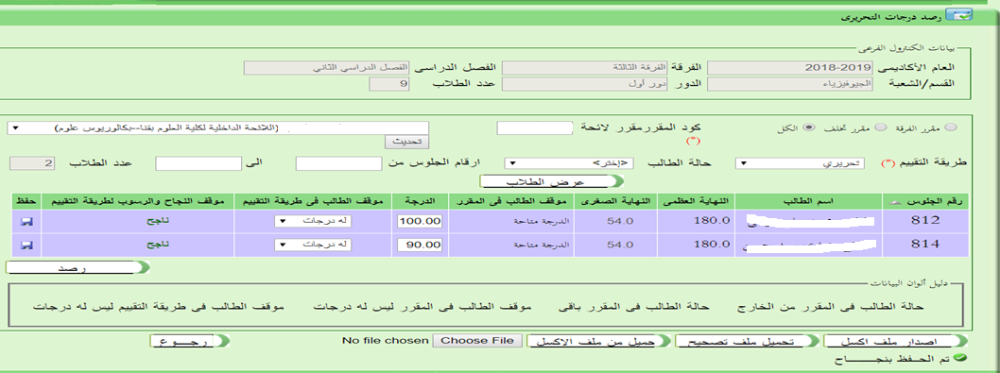 رصد درجات التحريرى
بيانات الكنترول الفرعى
العام الأكاديمى 2018-2019 الفرقة الفرقة الثالثة الفصل الدراسى الفصل الدراسي الثاني
القسم/الشعبة الجيوفيزياء الدور دور أول عدد الطلاب 9
مقرر الفرقة مقرر تخلف الكل كود المقرر,مقرر لائحة (*) (اللائحة الداخلية لكلية العلوم بقنا--بكالوريوس علوم)
تحديث
طريقة التقييم (*) تحريري حالة الطالب <إختر> ارقام الجلوس من الى عدد الطلاب 2
عرض الطلاب
رقم الجلوس اسم الطالب النهاية العظمى النهاية الصغرى موقف الطالب فى المقرر الدرجة موقف الطالب فى طريقة التقييم موقف النجاح والرسوب لطريقة التقييم حفظ
812 180.0 54.0 الدرجة متاحة 100.00 له درجات ناجح
814 180.0 54.0 الدرجة متاحة 90.00 له درجات ناجح
رصد
دليل ألوان البيانات
حالة الطالب فى المقرر من الخارج حالة الطالب فى المقرر باقى موقف الطالب فى المقرر ليس له درجات موقف الطالب فى طريقة التقييم ليس له درجات
اصدار ملف اكسل تحميل ملف تصحيح حميل من ملف الاكسل Choose File No file chosen رجـــوع
تم الحـفظ بنجـــــاح